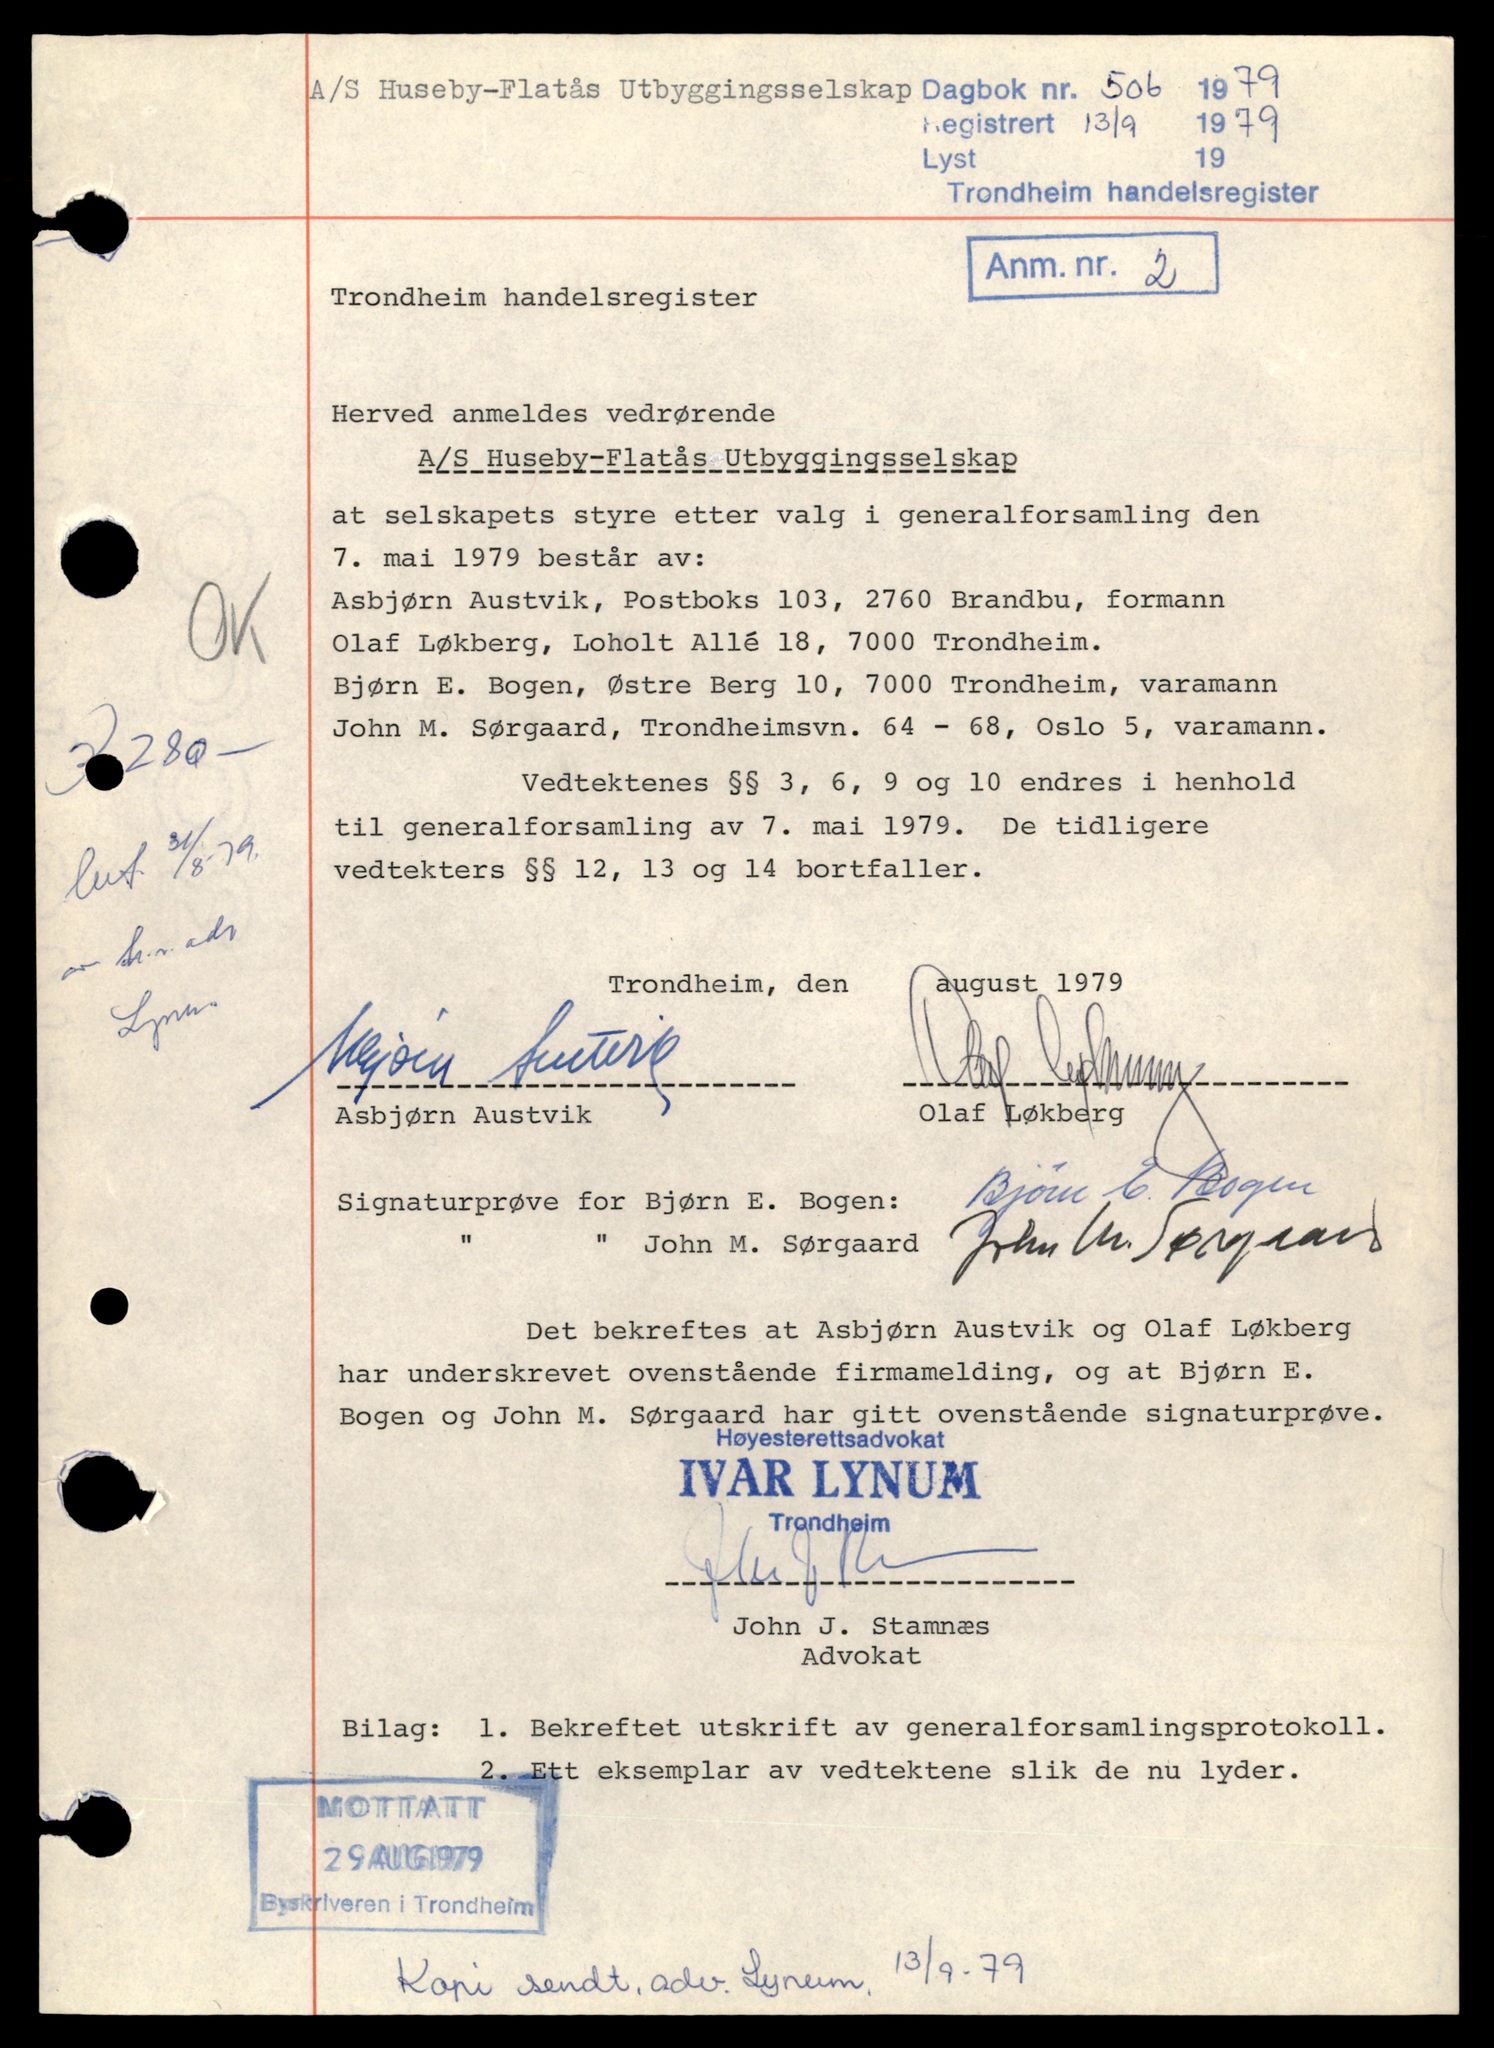 A/S Huseby-Flatås Utbyggingsselskap
Dagbok nr. 506 1979
Registrert 13/9 1979
Lyst 19
Trondheim handelsregister
Anm. nr. 2
Trondheim handelsregister
Herved anmeldes vedrørende
A/S Huseby-Flatås Utbyggingsselskap
at selskapets styre etter valg i generalforsamling den
7. mai 1979 består av:
Asbjørn Austvik, Postboks 103, 2760 Brandbu, formann
OK
Olaf Løkberg, Loholt Allé 18, 7000 Trondheim.
Bjørn E. Bogen, Østre Berg 10, 7000 Trondheim, varamann
John M. Sørgaard, Trondheimsvn. 64 - 68, Oslo 5, varamann.
280-
Vedtektenes §§ 3, 6, 9 og 10 endres i henhold
til generalforsamling av 7. mai 1979. De tidligere
vedtekters §§ 12, 13 og 14 bortfaller.
31/8-79.
adv
Lynum
Trondheim, den august 1979
Asbjørn Austvik
Olaf Løkberg
Signaturprøve for Bjørn E. Bogen: Bjørn E. Bogen
" " John M. Sørgaard John M. Sørgaard
Det bekreftes at Asbjørn Austvik og Olaf Løkberg
har underskrevet ovenstående firmamelding, og at Bjørn E.
Bogen og John M. Sørgaard har gitt ovenstående signaturprøve.
Høyesterettsadvokat
IVAR LYNUM
Trondheim
John J. Stamnæs
Advokat
Bilag: 1. Bekreftet utskrift av generalforsamlingsprotokoll.
2. Ett eksemplar av vedtektene slik de nu lyder.
MOTTATT
29 AUG 1979
Byskriveren i Trondheim
Kopi sendt. adv. Lynum, 13/9-79